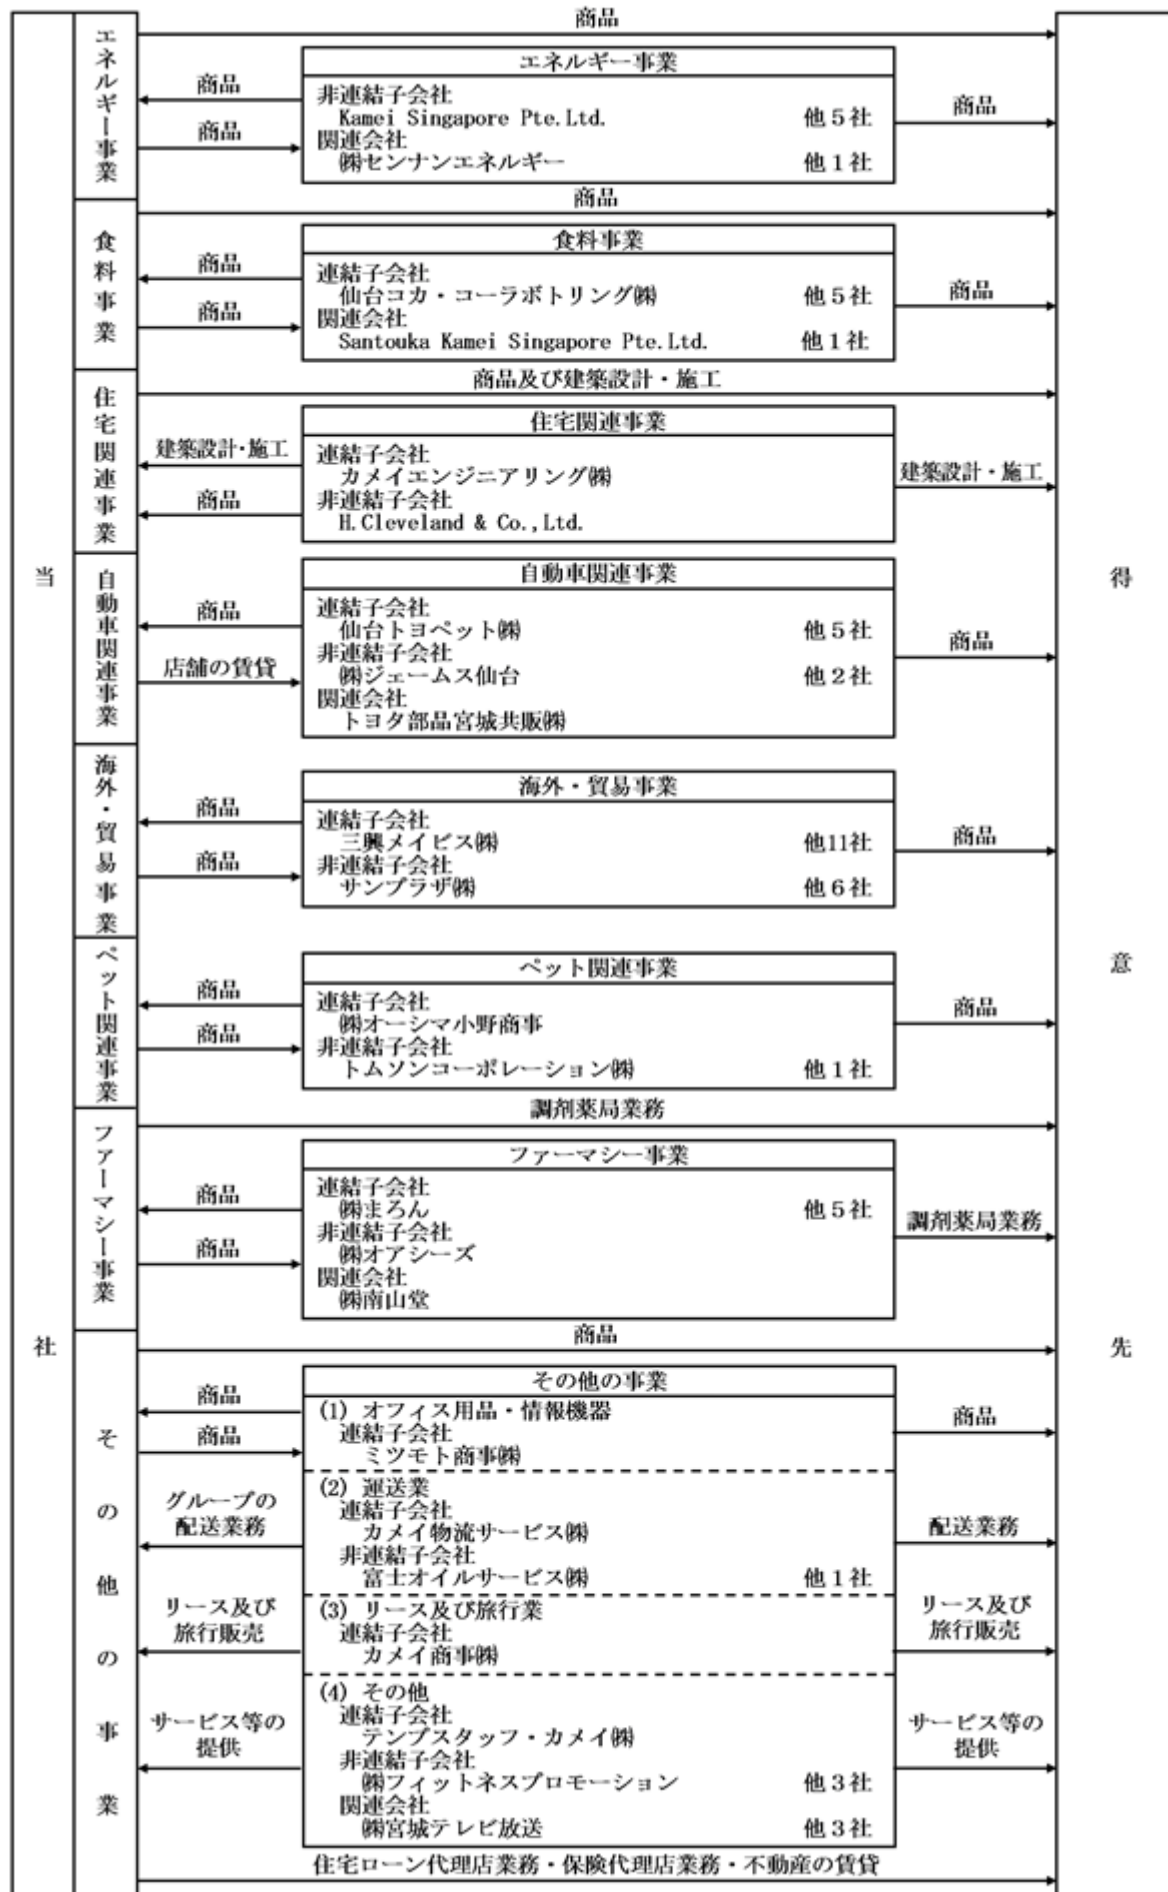 当社
得意先
エネルギー事業
商品
エネルギー事業
非連結子会社
Kamei Singapore Pte.Ltd. 他5社
関連会社
㈱センナンエネルギー 他1社
商品
商品
商品
食料事業
商品
食料事業
連結子会社
仙台コカ・コーラボトリング㈱ 他5社
関連会社
Santouka Kamei Singapore Pte.Ltd. 他1社
商品
商品
商品
住宅関連事業
商品及び建築設計・施工
住宅関連事業
連結子会社
カメイエンジニアリング㈱
非連結子会社
H.Cleveland & Co.,Ltd.
建築設計・施工
商品
建築設計・施工
自動車関連事業
自動車関連事業
連結子会社
仙台トヨペット㈱ 他5社
非連結子会社
㈱ジェームス仙台 他2社
関連会社
トヨタ部品宮城共販㈱
商品
店舗の賃貸
商品
海外・貿易事業
海外・貿易事業
連結子会社
三興メイビス㈱ 他11社
非連結子会社
サンプラザ㈱ 他6社
商品
商品
商品
ペット関連事業
ペット関連事業
連結子会社
㈱オーシマ小野商事
非連結子会社
トムソンコーポレーション㈱ 他1社
商品
商品
商品
ファーマシー事業
調剤薬局業務
ファーマシー事業
連結子会社
㈱まろん 他5社
非連結子会社
㈱オアシーズ
関連会社
㈱南山堂
商品
商品
調剤薬局業務
その他の事業
商品
その他の事業
(1) オフィス用品・情報機器
連結子会社
ミツモト商事㈱
商品
商品
商品
(2) 運送業
連結子会社
カメイ物流サービス㈱
非連結子会社
富士オイルサービス㈱ 他1社
グループの
配送業務
配送業務
(3) リース及び旅行業
連結子会社
カメイ商事㈱
リース及び
旅行販売
リース及び
旅行販売
(4) その他
連結子会社
テンプスタッフ・カメイ㈱
非連結子会社
㈱フィットネスプロモーション 他3社
関連会社
㈱宮城テレビ放送 他3社
サービス等の
提供
サービス等の
提供
住宅ローン代理店業務・保険代理店業務・不動産の賃貸